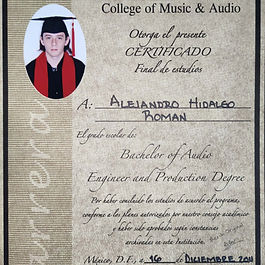 College of Music & Audio
Otorga el presente
CERTIFICADO
Final de estudios
A: ALEJANDRO HIDALGO
ROMAN
El grado escolar de:
Bachelor of Audio
Engineer and Production Degree
Por haber concluido los estudios de acuerdo al programa,
conforme a los planes autorizados por nuestro consejo académico
e haber sido aprobados según constancias
archivadas en esta Institución.
México, D.F., a 16 de DICIEMBRE 2011